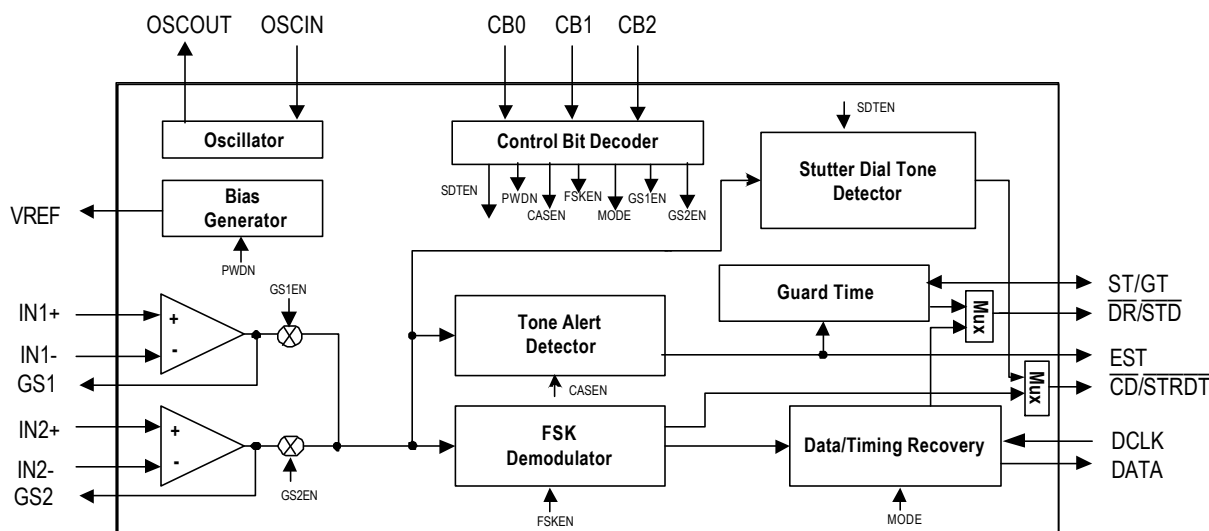 OSCOUT OSCIN CB0 CB1 CB2
Oscillator
Control Bit Decoder
SDTEN
PWDN
CASEN
FSKEN
MODE
GS1EN
GS2EN
SDTEN
Stutter Dial Tone
Detector
VREF
Bias
Generator
PWDN
IN1+
IN1-
GS1
+
-
GS1EN
Tone Alert
Detector
CASEN
Guard Time
Mux
ST/GT
DR/STD
EST
Mux
CD/STRDT
IN2+
IN2-
GS2
+
-
GS2EN
FSK
Demodulator
FSKEN
Data/Timing Recovery
MODE
DCLK
DATA